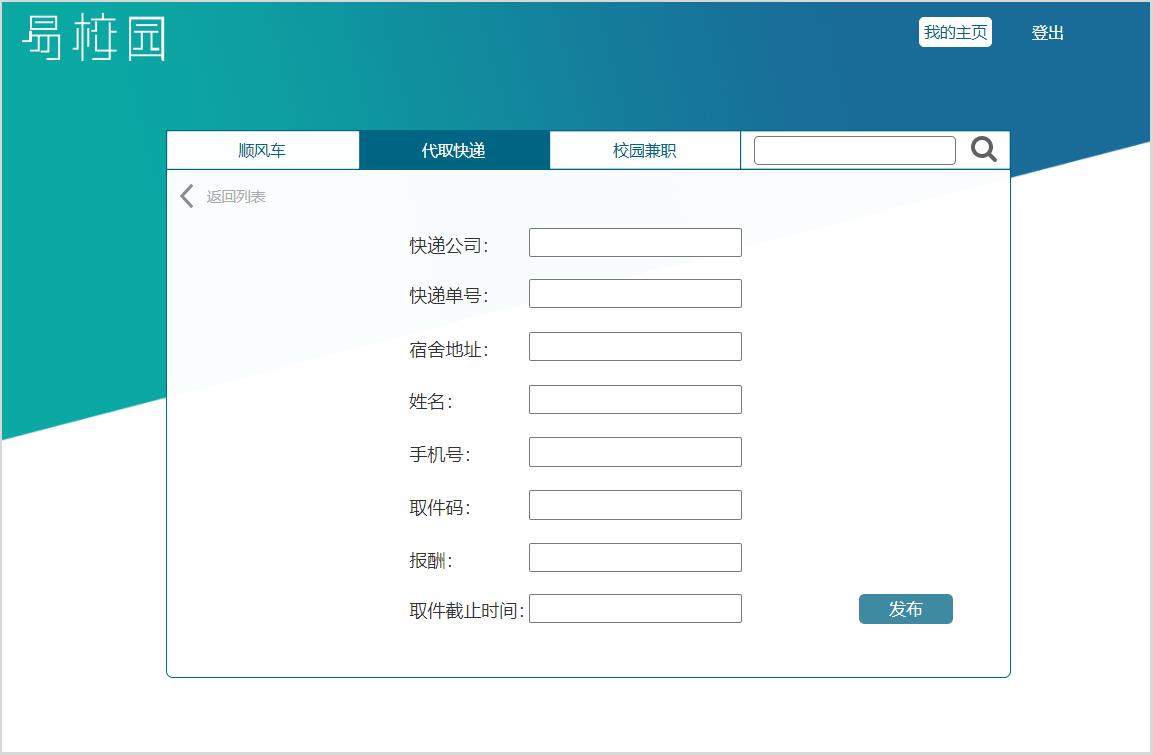 易校园
我的主页 登出
顺风车 代取快递 校园兼职
返回列表
快递公司：
快递单号：
宿舍地址：
姓名：
手机号：
取件码：
报酬：
取件截止时间：
发布